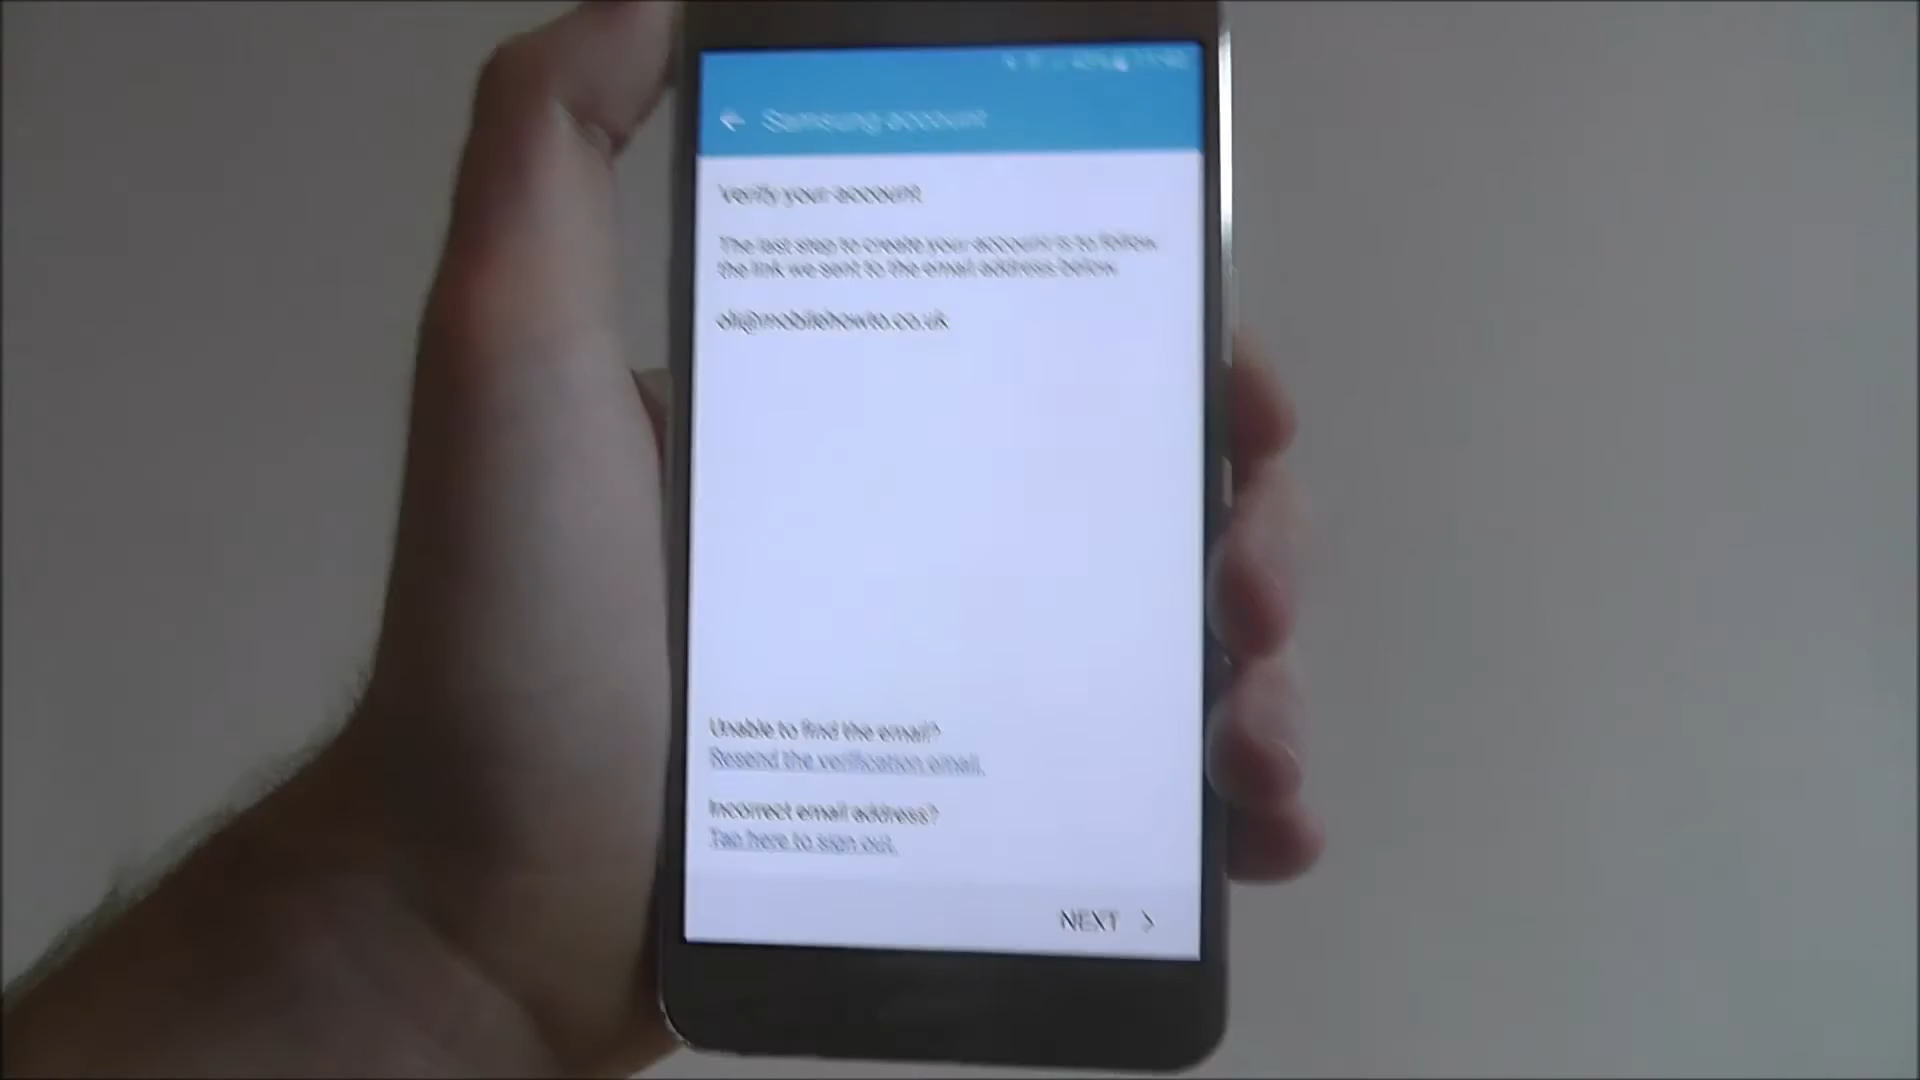 Samsung account
Verify your account
The last step to create your account is to follow
the link we sent to the email address below.
oli@mobilehowto.co.uk
Unable to find the email?
Resend the verification email.
Incorrect email address?
Tap here to sign out.
NEXT